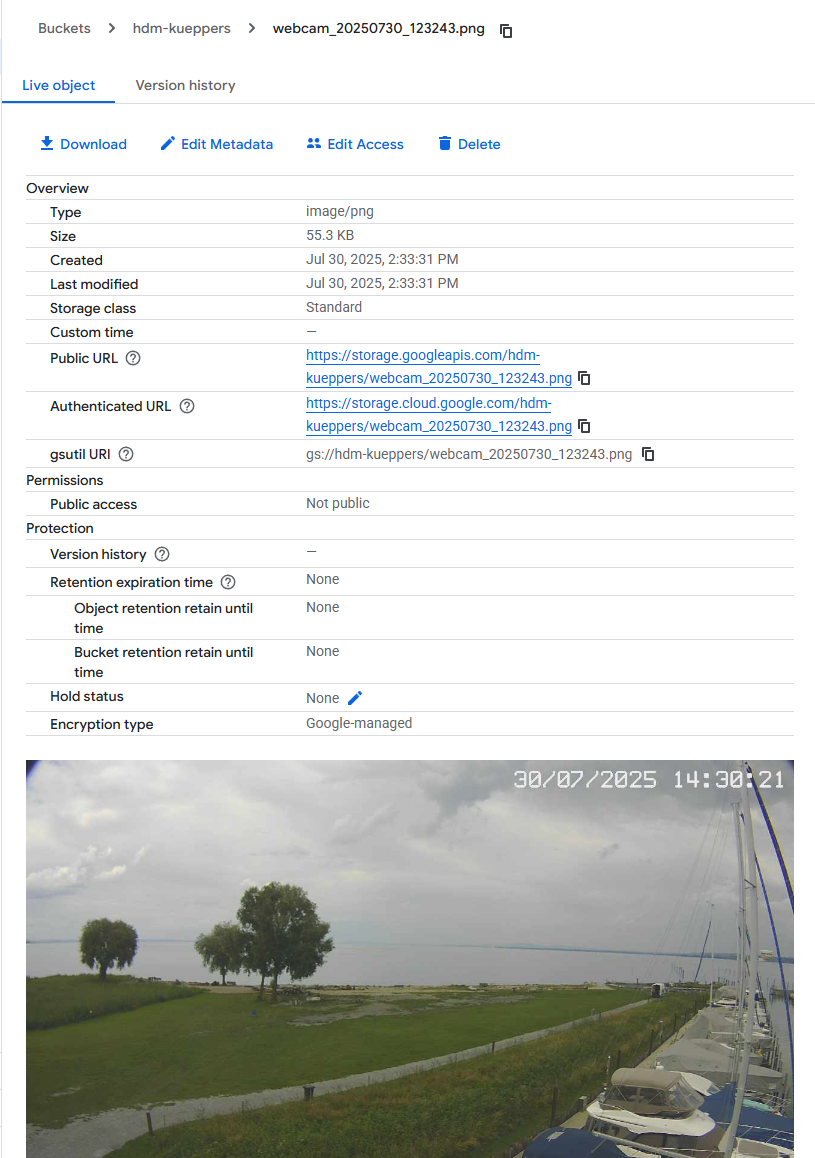 Buckets > hdm-kueppers > webcam_20250730_123243.png
Live object Version history
Download Edit Metadata Edit Access Delete
Overview
Type image/png
Size 55.3 KB
Created Jul 30, 2025, 2:33:31 PM
Last modified Jul 30, 2025, 2:33:31 PM
Storage class Standard
Custom time —
Public URL https://storage.googleapis.com/hdm-
kueppers/webcam_20250730_123243.png
Authenticated URL https://storage.cloud.google.com/hdm-
kueppers/webcam_20250730_123243.png
gsutil URI gs://hdm-kueppers/webcam_20250730_123243.png
Permissions
Public access Not public
Protection
Version history —
Retention expiration time None
Object retention retain until None
time
Bucket retention retain until None
time
Hold status None
Encryption type Google-managed
30/07/2025 14:30:21